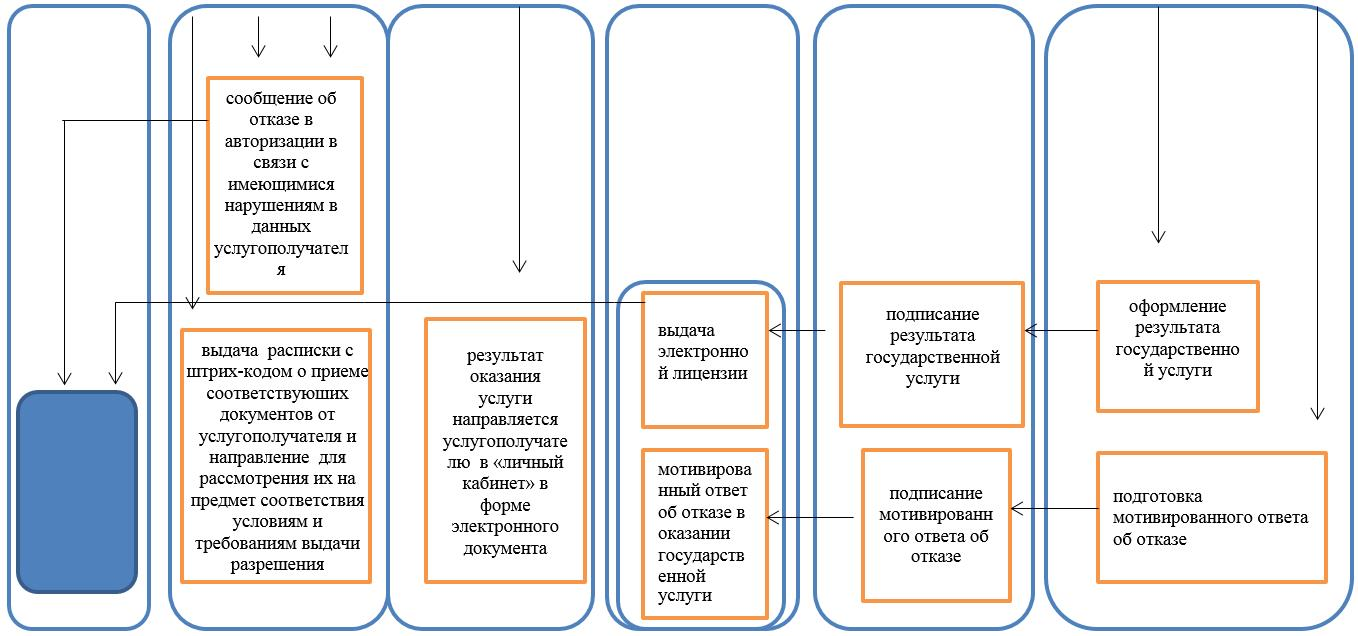 сообщение об
отказе в
авторизации в
связи с
имеющимися
нарушениям в
данных
услугополучател
я
выдача расписки с
штрих-кодом о приеме
соответствуюших
документов от
услугополучателя и
направление для
рассмотрения их на
предмет соответствия
условиям и
требованиям выдачи
разрешения
результат
оказания
услуги
направляется
услугополучате
лю в «личный
кабинет» в
форме
электронного
документа
выдача
электронно
й лицензии
мотивирова
нный ответ
об отказе в
оказании
государств
енной
услуги
подписание
результата
государственной
услуги
подписание
мотивированн
ого ответа об
отказе
оформление
результата
государственно
й услуги
подготовка
мотивированного ответа
об отказе